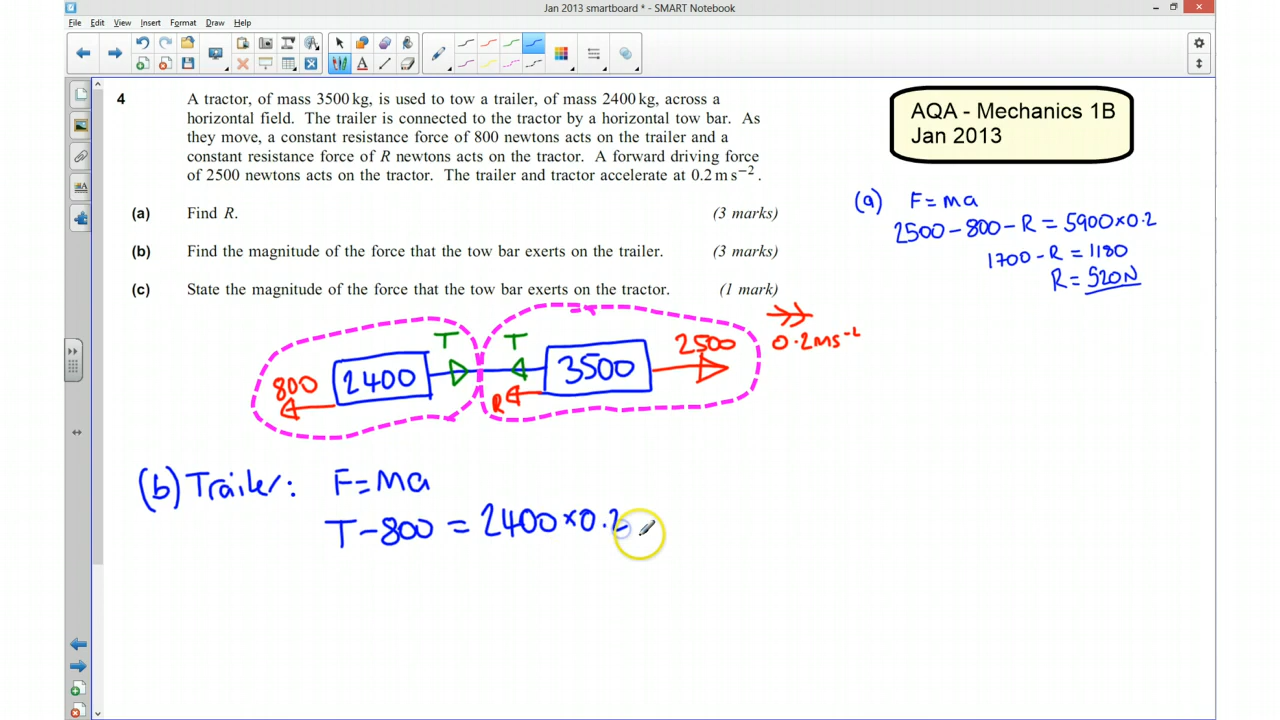 Jan 2013 smartboard * - SMART Notebook
File Edit View Insert Format Draw Help
4 A tractor, of mass 3500 kg, is used to tow a trailer, of mass 2400 kg, across a
horizontal field. The trailer is connected to the tractor by a horizontal tow bar. As
they move, a constant resistance force of 800 newtons acts on the trailer and a
constant resistance force of R newtons acts on the tractor. A forward driving force
of 2500 newtons acts on the tractor. The trailer and tractor accelerate at 0.2 m s⁻².
(a) Find R. (3 marks)
(b) Find the magnitude of the force that the tow bar exerts on the trailer. (3 marks)
(c) State the magnitude of the force that the tow bar exerts on the tractor. (1 mark)
AQA - Mechanics 1B
Jan 2013
(a) F = ma
2500 - 800 - R = 5900 × 0.2
1700 - R = 1180
R = 520N
T T 2500 0.2ms⁻²
800 2400 3500
R
(b) Trailer: F = ma
T - 800 = 2400 × 0.2